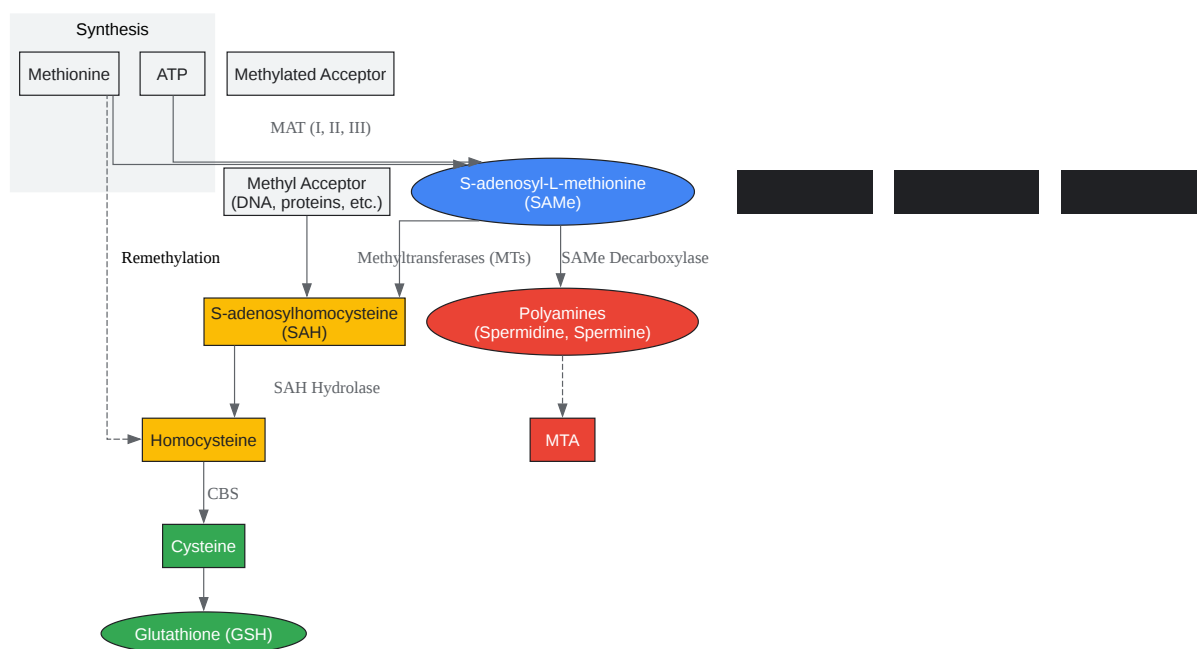 Synthesis
Methionine
ATP
Methylated Acceptor
MAT (I, II, III)
Methyl Acceptor
(DNA, proteins, etc.)
S-adenosyl-L-methionine
(SAMe)
Remethylation
Methyltransferases (MTs)
SAMe Decarboxylase
S-adenosylhomocysteine
(SAH)
Polyamines
(Spermidine, Spermine)
SAH Hydrolase
Homocysteine
MTA
CBS
Cysteine
Glutathione (GSH)